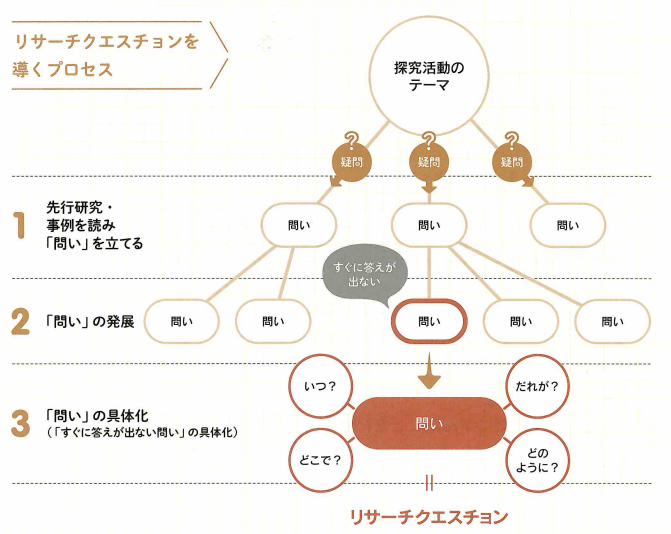 リサーチクエスチョンを
導くプロセス
探究活動の
テーマ
?
疑問
?
疑問
?
疑問
1
先行研究・
事例を読み
「問い」を立てる
問い
問い
問い
すぐに答えが
出ない
2
「問い」の発展
問い
問い
問い
問い
問い
3
「問い」の具体化
(「すぐに答えが出ない問い」の具体化)
いつ?
だれが?
問い
どこで?
どの
ように?
=
リサーチクエスチョン